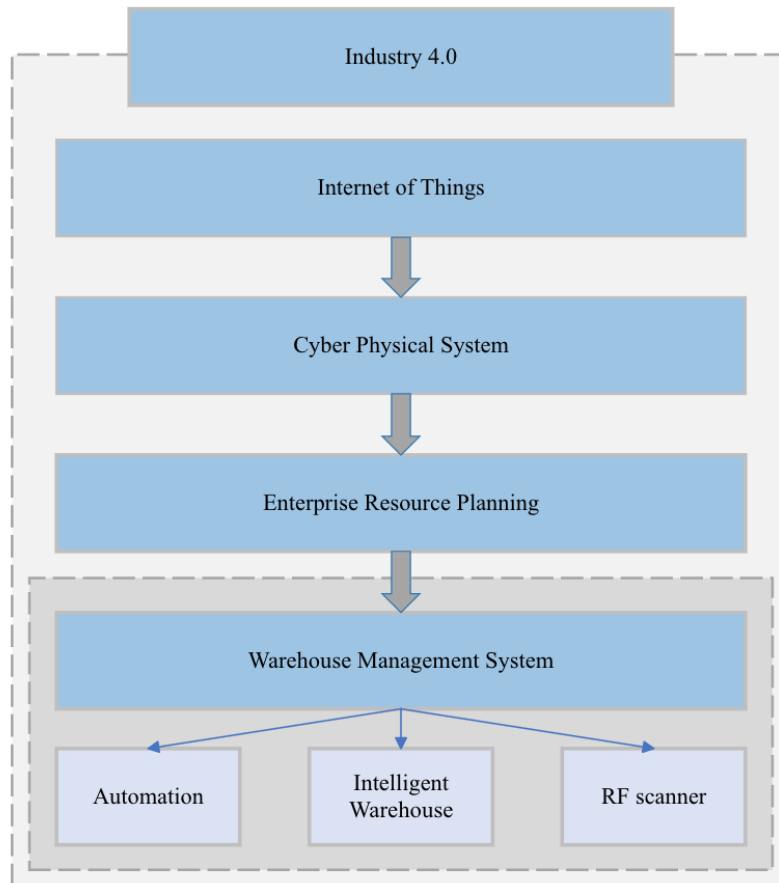 Industry 4.0
Internet of Things
Cyber Physical System
Enterprise Resource Planning
Warehouse Management System
Automation
Intelligent
Warehouse
RF scanner